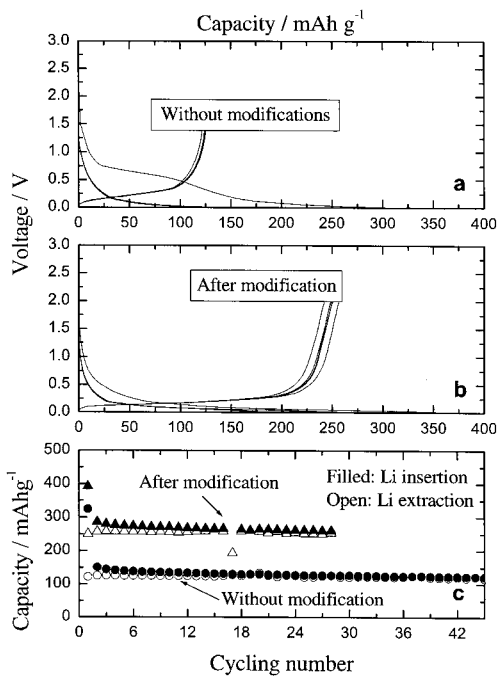 Capacity / mAh g-1
3.0
2.5
2.0
1.5
1.0
0.5
0.0
Without modifications
a
0 50 100 150 200 250 300 350 400
Voltage / V
3.0
2.5
2.0
1.5
1.0
0.5
0.0
After modification
b
0 50 100 150 200 250 300 350 400
500
400
300
200
100
0
After modification
Filled: Li insertion
Open: Li extraction
Without modification
c
Capacity / mAhg-1
0 4 8 12 16 20 24 28 32 36 40 44
Cycling number